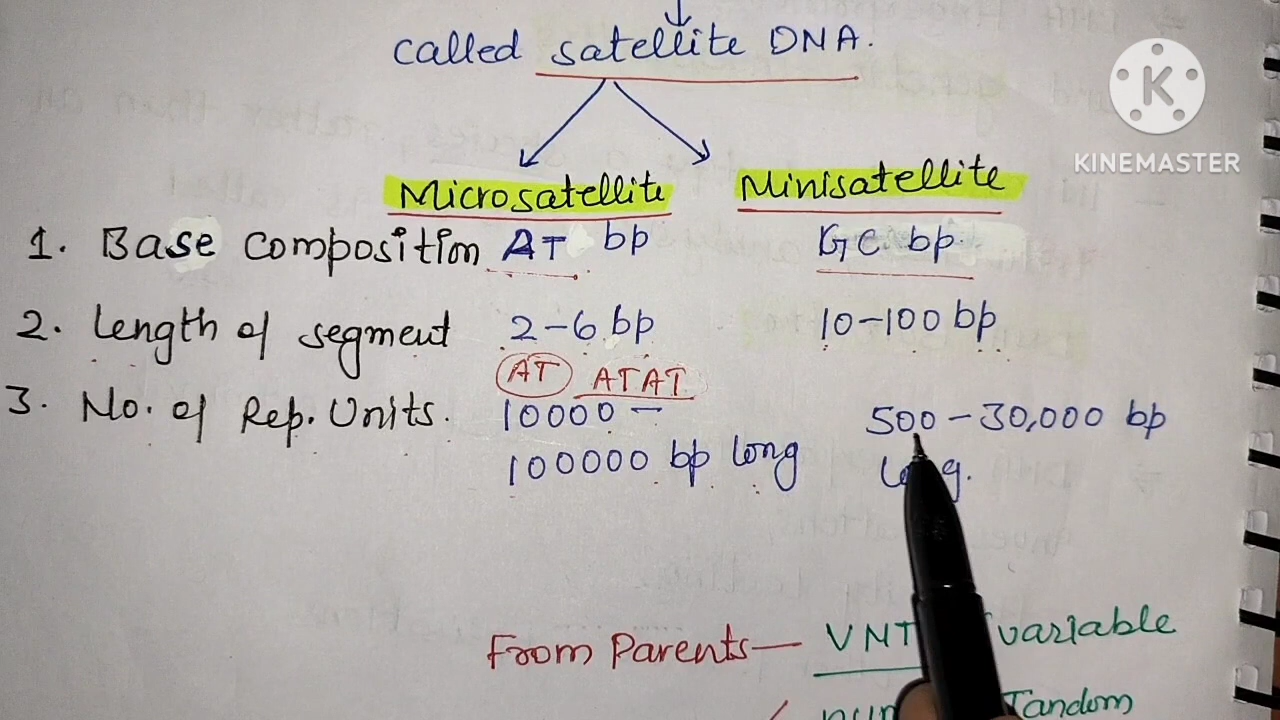 called satellite DNA.
KINEMASTER
Microsatellite Minisatellite
1. Base composition AT bp GC bp.
2. Length of segment 2-6 bp 10-100 bp
AT ATAT
3. No. of Rep. Units. 10000 - 500-30,000 bp
100000 bp long
From Parents— variable
Tandom